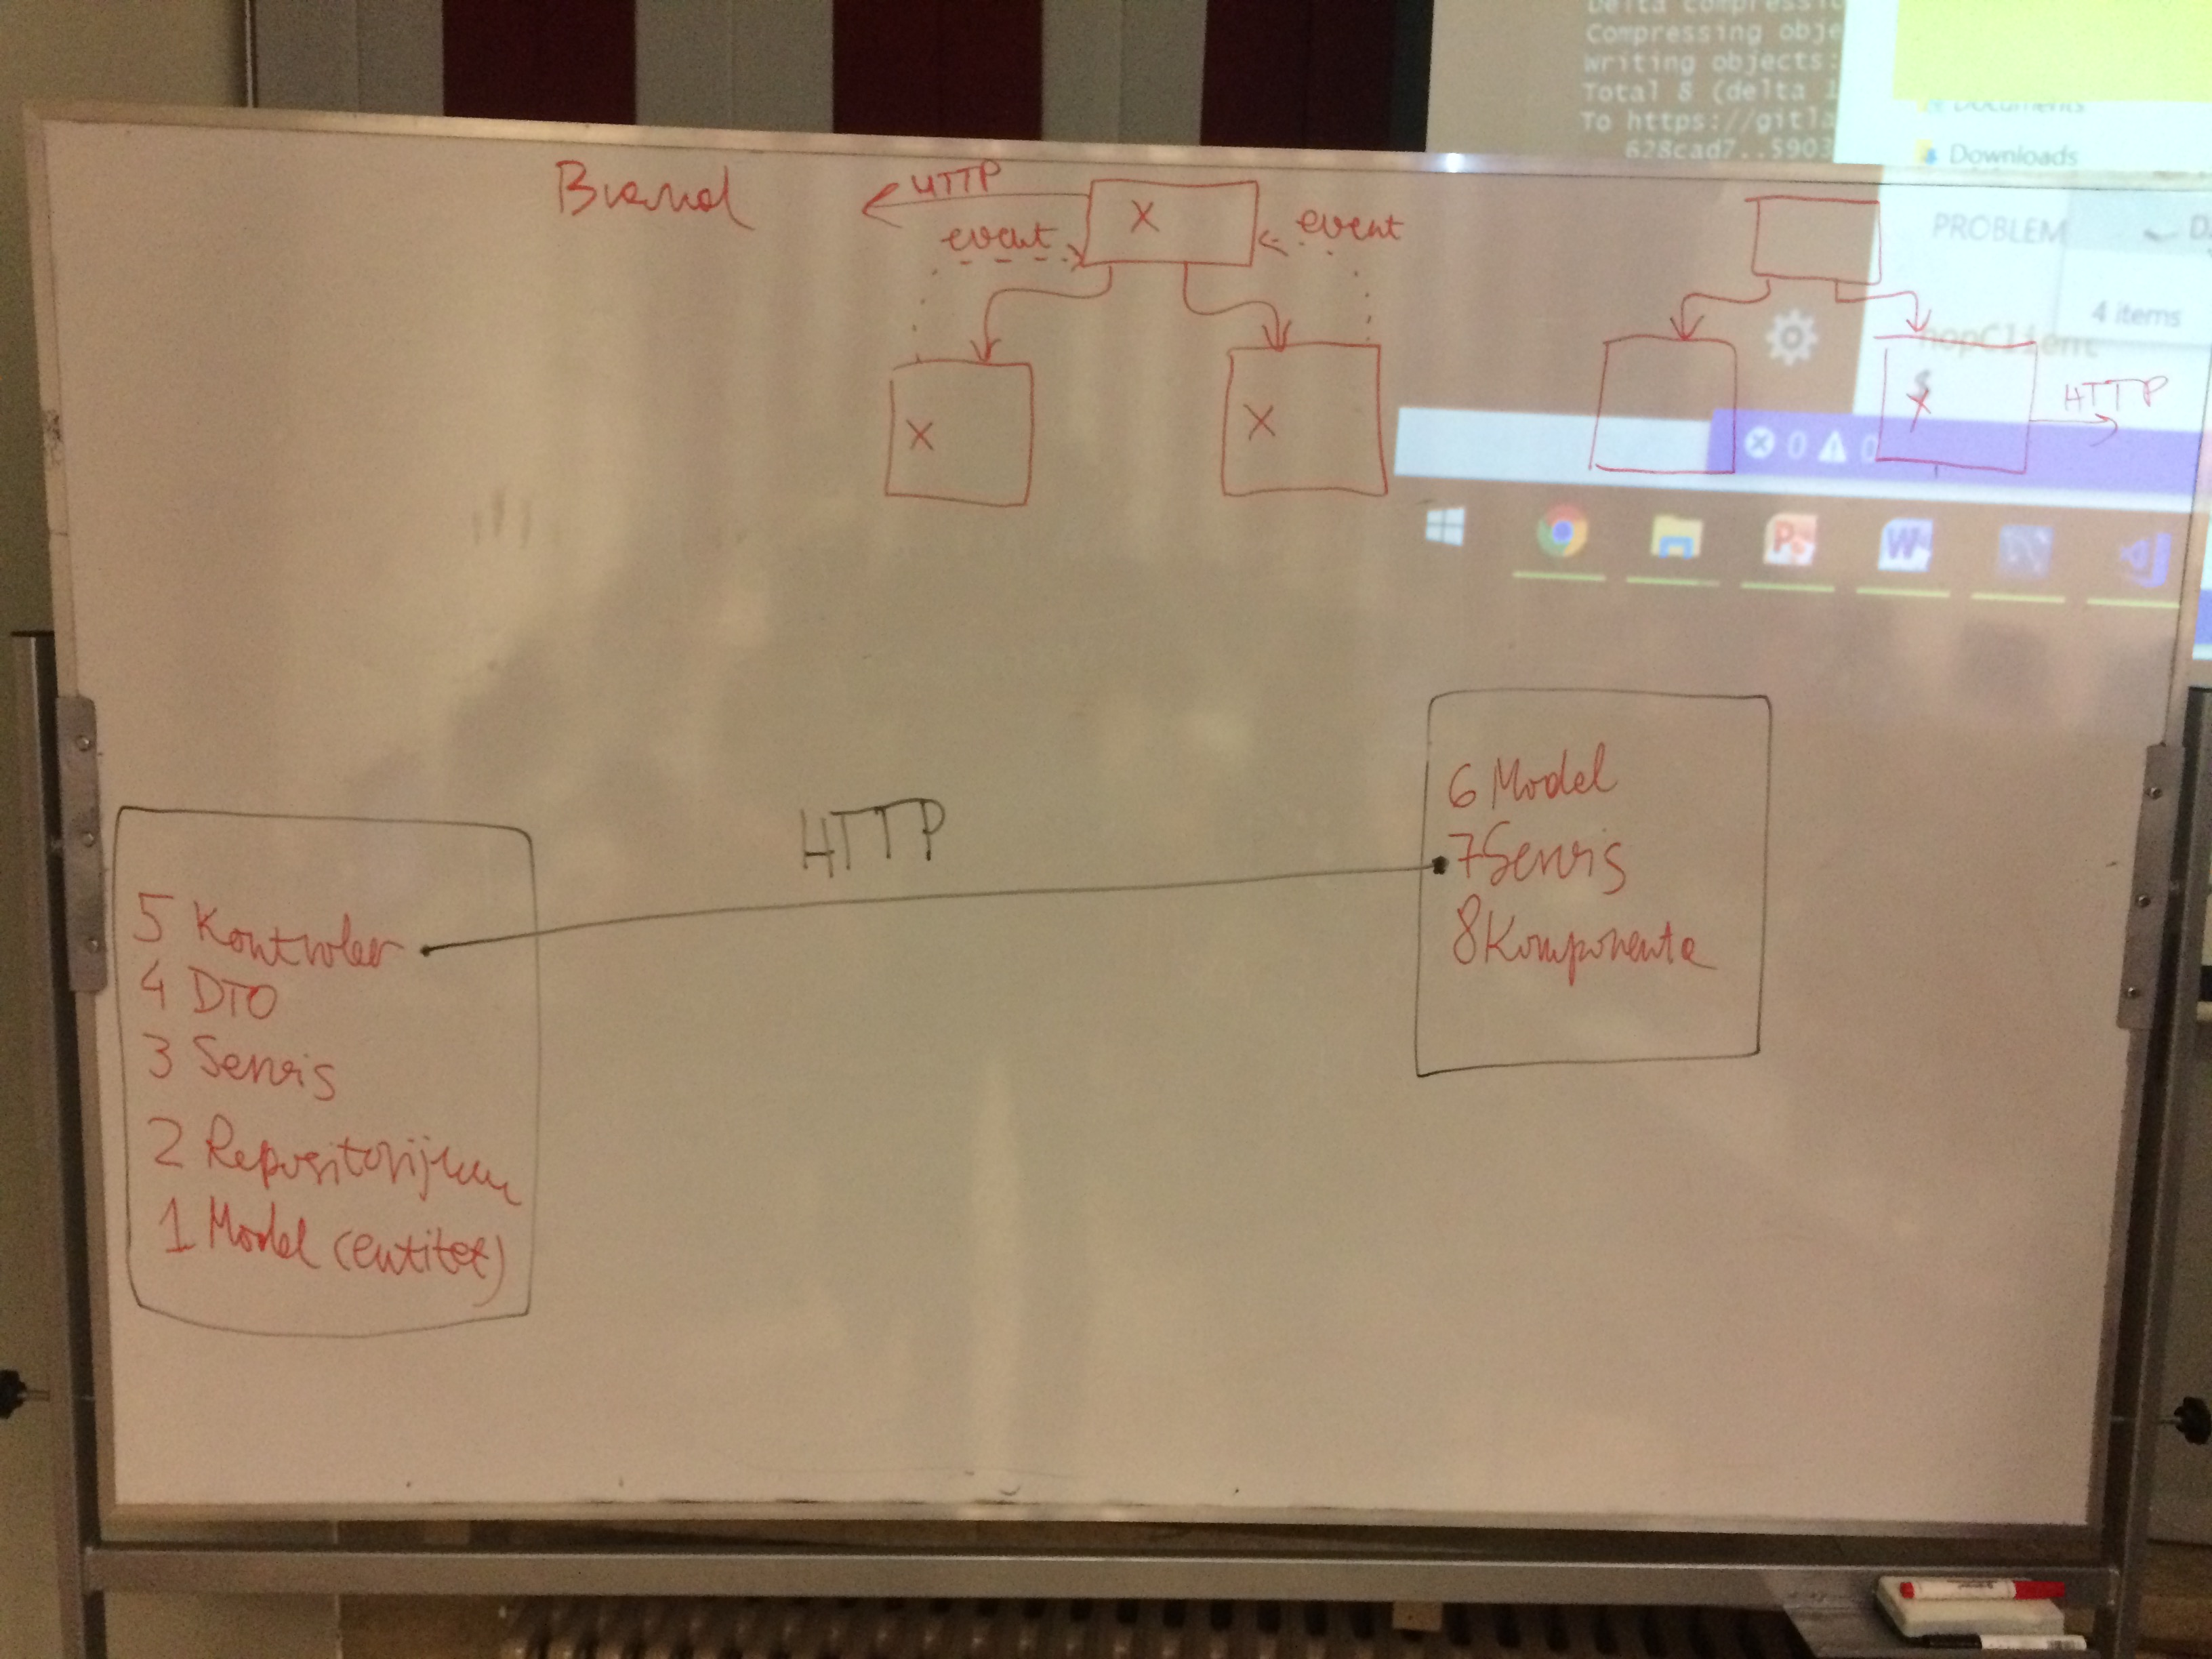 Delta compressio
Compressing obje
Writing objects:
Total 8 (delta 1
To https://gitla
628cad7..5903
Documents
Downloads
PROBLEM
4 items
Brand
HTTP
event
event
X
X
X
X
HTTP
0
0
HTTP
5 Kontroler
4 DTO
3 Servis
2 Repozitorijum
1 Model (entitet)
6 Model
7 Servis
8 Komponenta